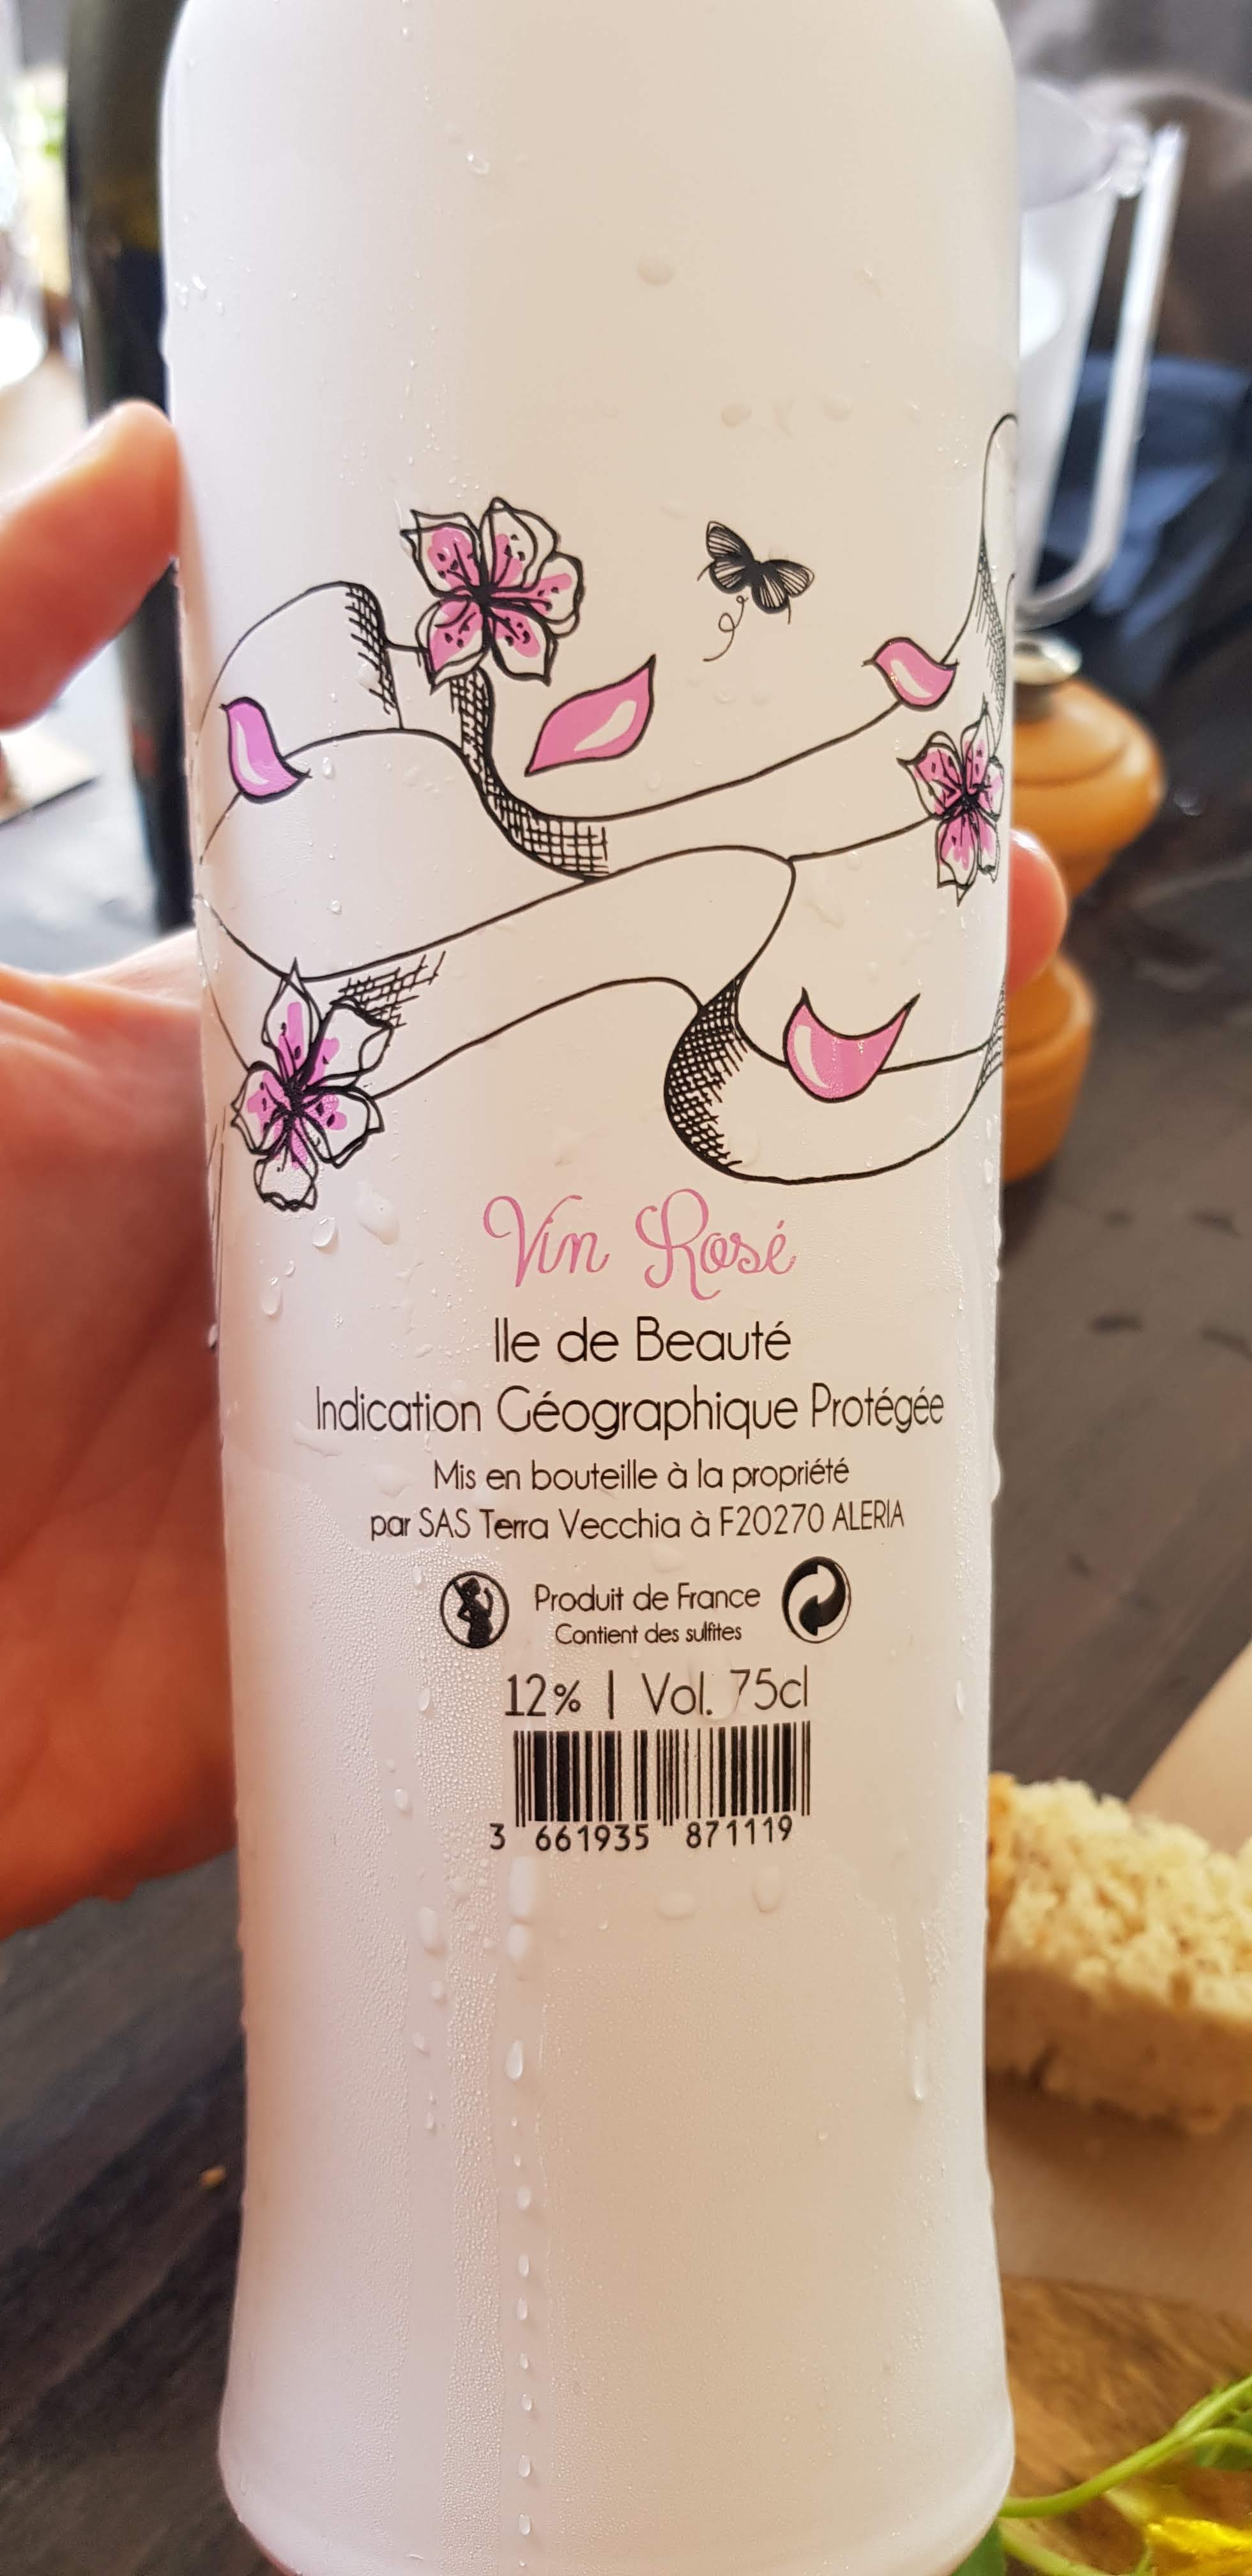 Vin Rosé
Ile de Beauté
Indication Géographique Protégée
Mis en bouteille à la propriété
par SAS Terra Vecchia à F20270 ALERIA
Produit de France
Contient des sulfites
12% | Vol. 75cl
3 661935 871119